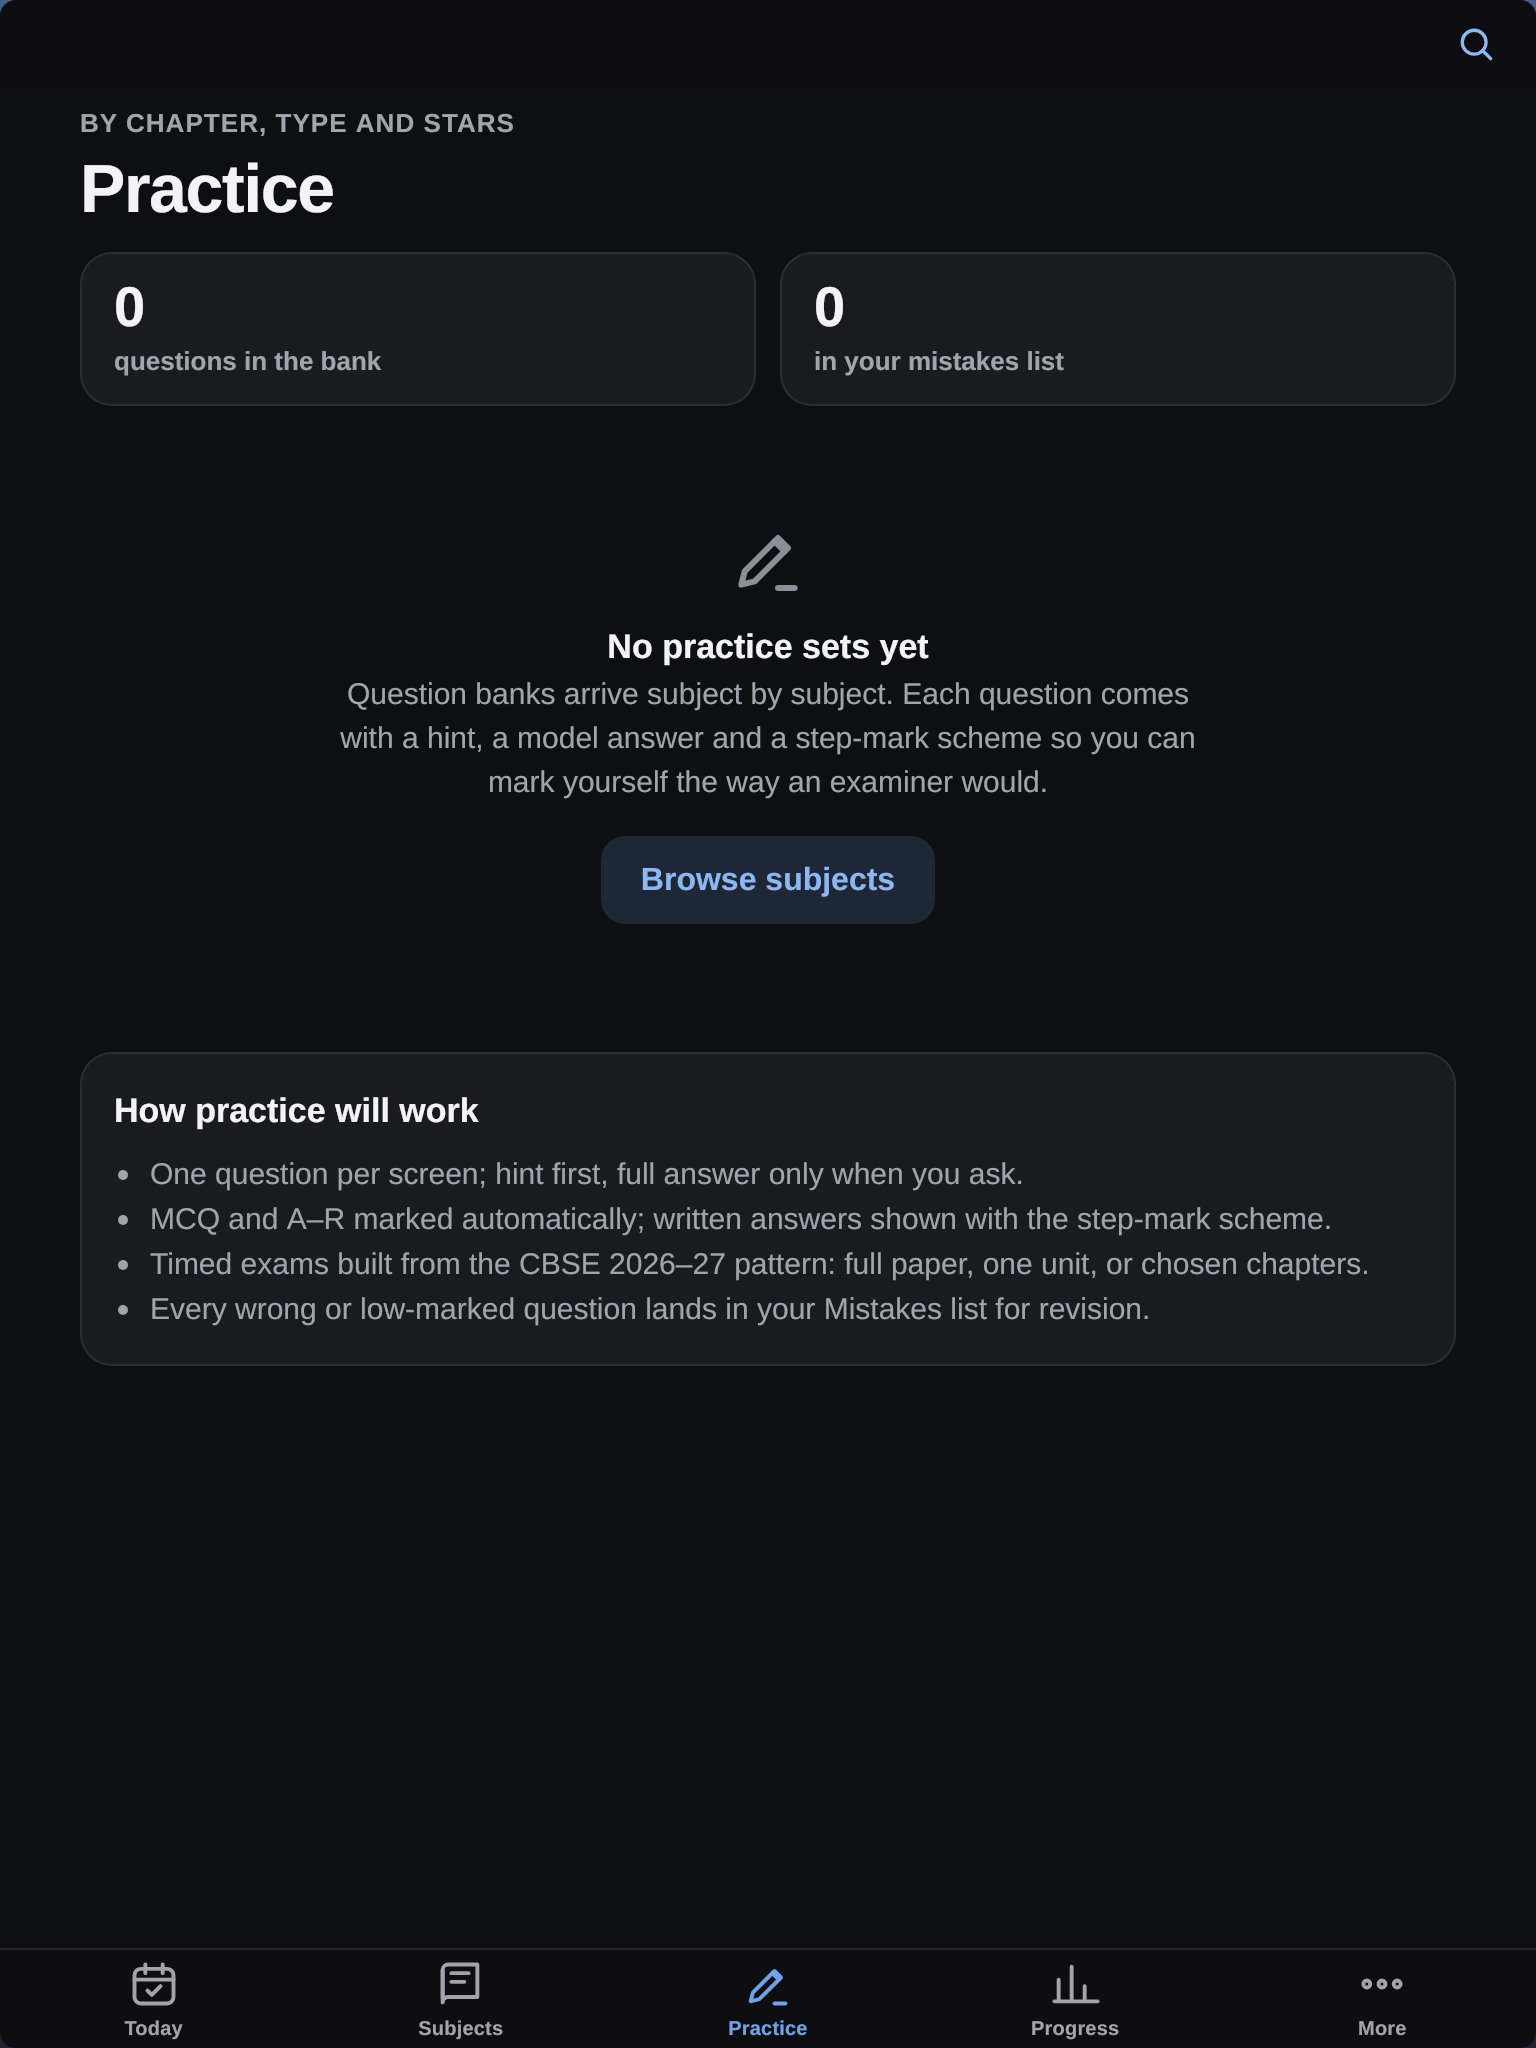 BY CHAPTER, TYPE AND STARS
Practice
0
questions in the bank
0
in your mistakes list
No practice sets yet
Question banks arrive subject by subject. Each question comes
with a hint, a model answer and a step-mark scheme so you can
mark yourself the way an examiner would.
Browse subjects
How practice will work
• One question per screen; hint first, full answer only when you ask.
• MCQ and A–R marked automatically; written answers shown with the step-mark scheme.
• Timed exams built from the CBSE 2026–27 pattern: full paper, one unit, or chosen chapters.
• Every wrong or low-marked question lands in your Mistakes list for revision.
Today
Subjects
Practice
Progress
More